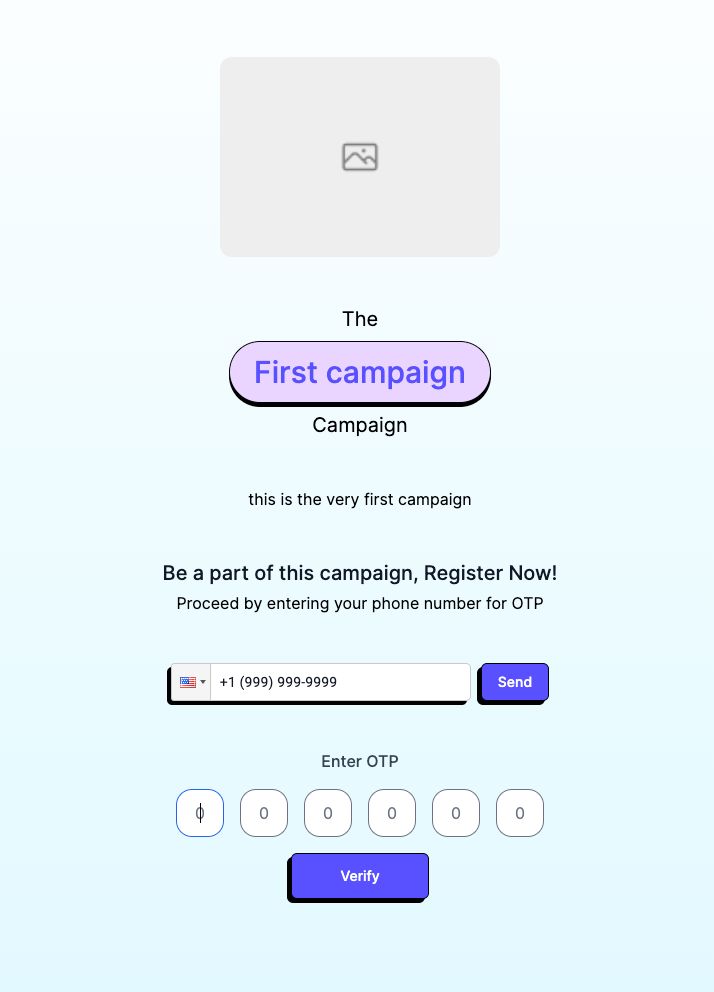 The
First campaign
Campaign
this is the very first campaign
Be a part of this campaign, Register Now!
Proceed by entering your phone number for OTP
+1 (999) 999-9999 Send
Enter OTP
0 0 0 0 0 0
Verify